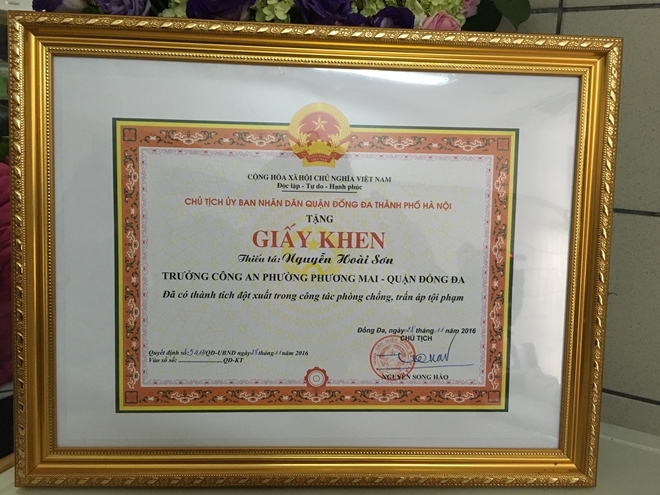 CỘNG HÒA XÃ HỘI CHỦ NGHĨA VIỆT NAM
Độc lập - Tự do - Hạnh phúc
CHỦ TỊCH ỦY BAN NHÂN DÂN QUẬN ĐỐNG ĐA THÀNH PHỐ HÀ NỘI
TẶNG
GIẤY KHEN
Thiếu tá: Nguyễn Hoài Sơn
TRƯỞNG CÔNG AN PHƯỜNG PHƯƠNG MAI - QUẬN ĐỐNG ĐA
Đã có thành tích đột xuất trong công tác phòng chống, trấn áp tội phạm
Đống Đa, ngày 28 tháng 11 năm 2016
CHỦ TỊCH
Quyết định số: QĐ-UBND ngày 28 tháng 11 năm 2016
Vào sổ số: QĐ-KT
NGUYỄN SONG HÀO